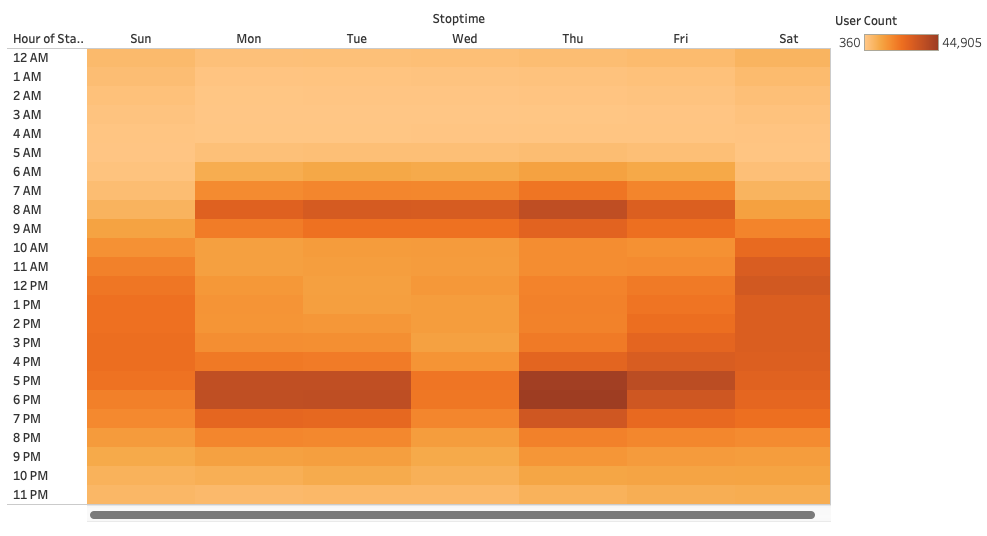 Stoptime
User Count
Hour of Sta.. Sun Mon Tue Wed Thu Fri Sat
360 44,905
12 AM
1 AM
2 AM
3 AM
4 AM
5 AM
6 AM
7 AM
8 AM
9 AM
10 AM
11 AM
12 PM
1 PM
2 PM
3 PM
4 PM
5 PM
6 PM
7 PM
8 PM
9 PM
10 PM
11 PM